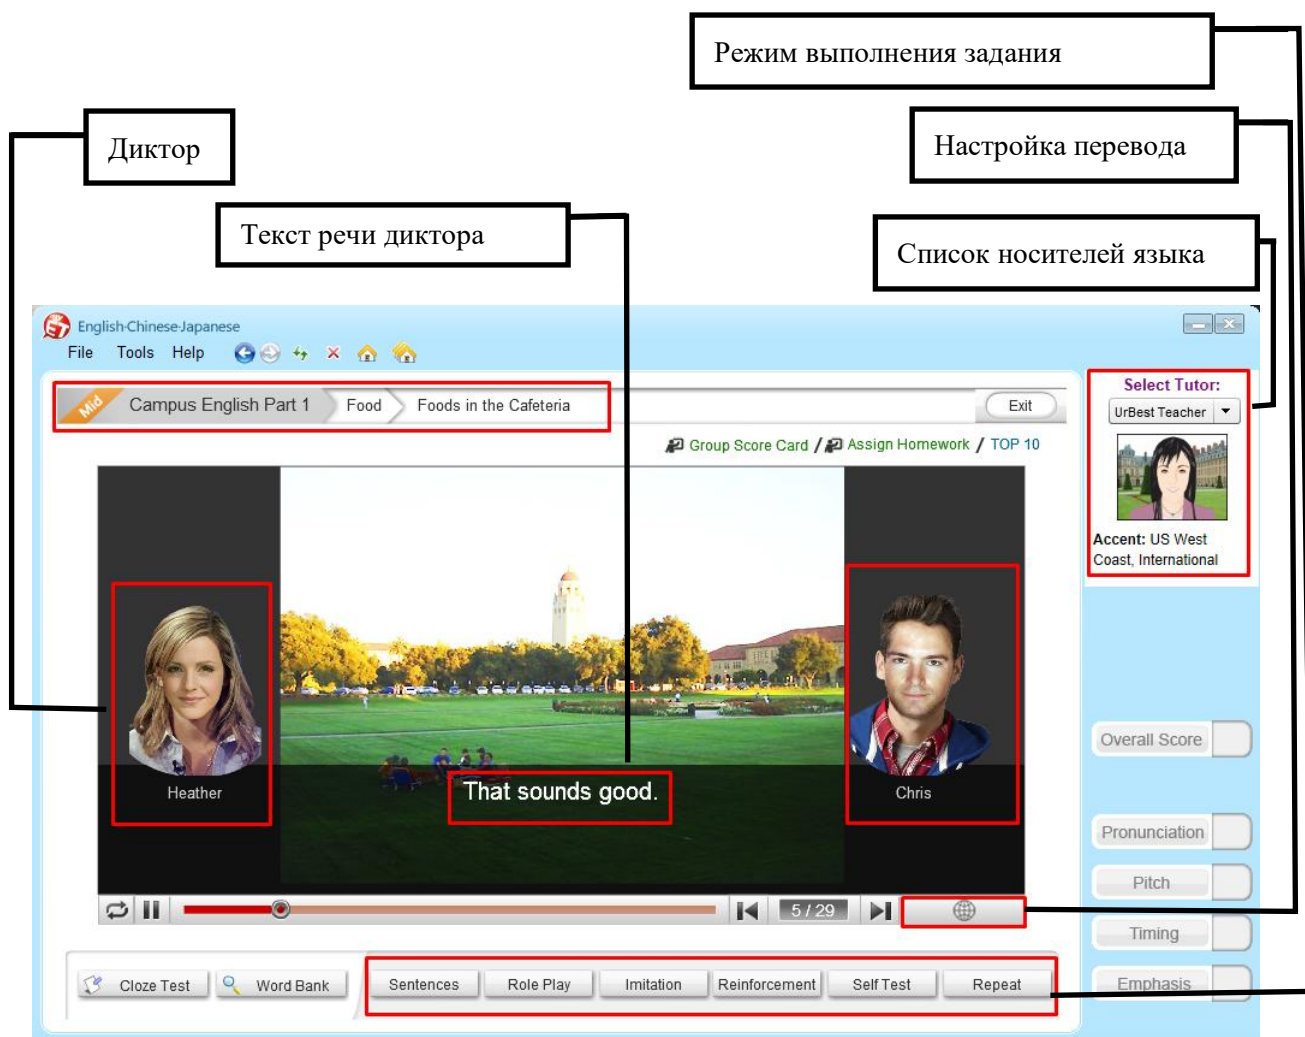 Режим выполнения задания
Настройка перевода
Диктор
Текст речи диктора
Список носителей языка
English-Chinese-Japanese
File Tools Help
Mid Campus English Part 1 Food Foods in the Cafeteria
Exit
Select Tutor:
UrBest Teacher
Accent: US West
Coast, International
Group Score Card / Assign Homework / TOP 10
Heather
That sounds good.
Chris
5 / 29
Overall Score
Pronunciation
Pitch
Timing
Emphasis
Cloze Test Word Bank Sentences Role Play Imitation Reinforcement Self Test Repeat